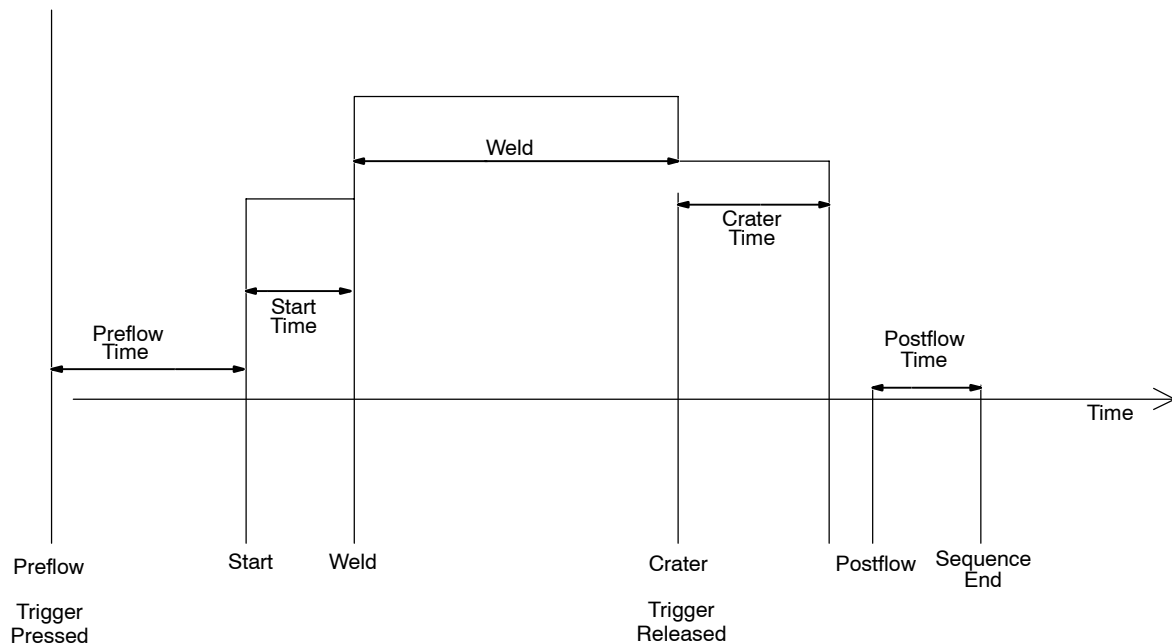 Weld
Crater
Time
Start
Time
Preflow
Time
Postflow
Time
Time
Preflow
Start
Weld
Crater
Postflow
Sequence
End
Trigger
Pressed
Trigger
Released